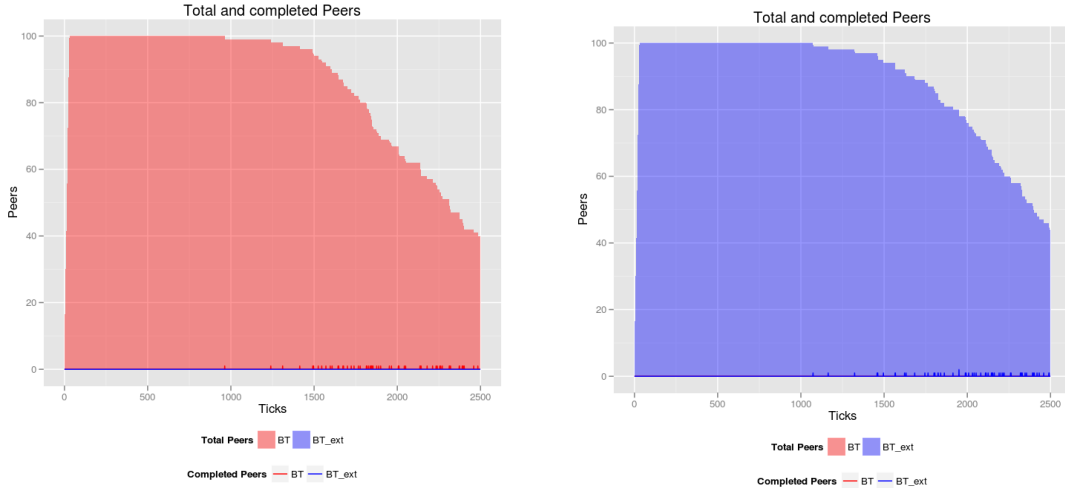 Total and completed Peers
100
80
60
40
20
0
Peers
0 500 1000 1500 2000 2500
Ticks
Total Peers BT BT_ext
Completed Peers BT BT_ext
Total and completed Peers
100
80
60
40
20
0
Peers
0 500 1000 1500 2000 2500
Ticks
Total Peers BT BT_ext
Completed Peers BT BT_ext